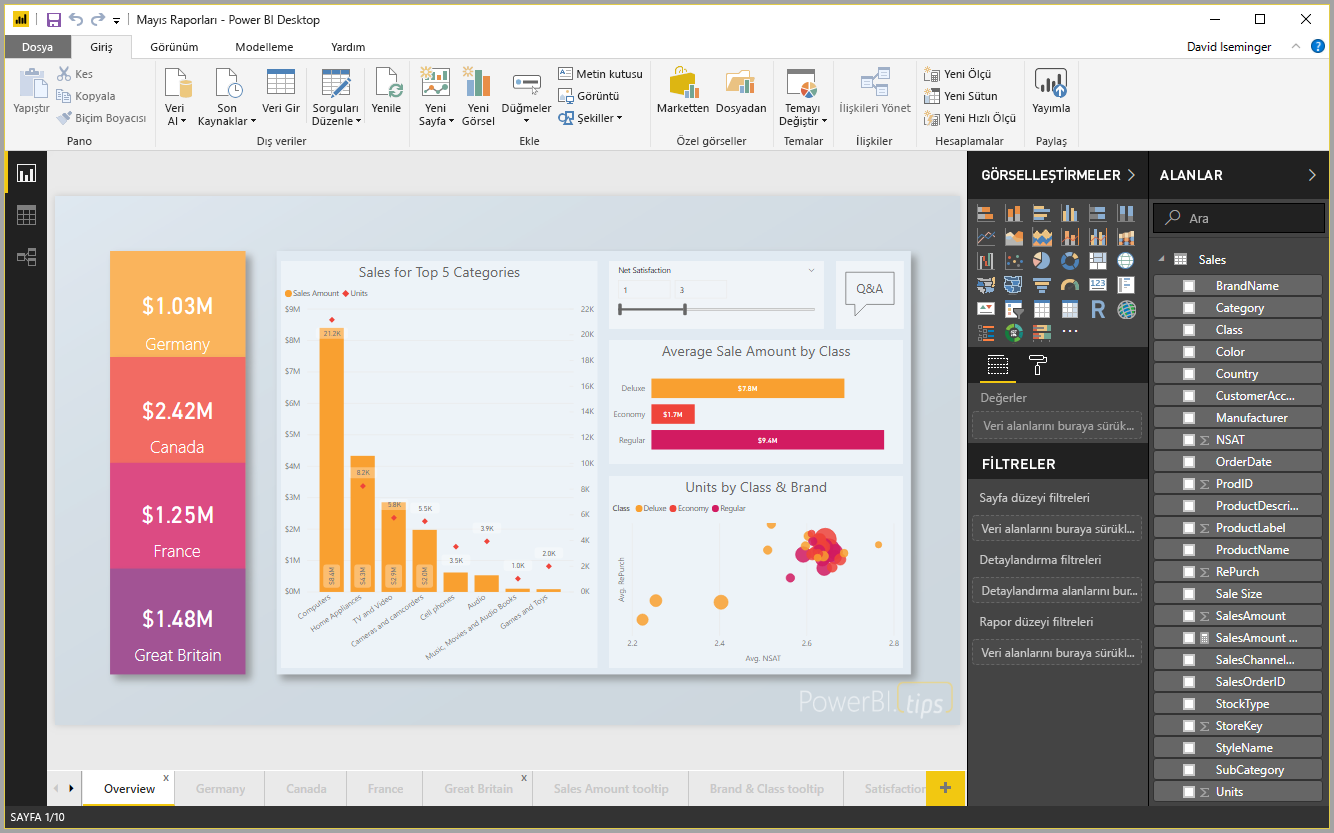 Mayıs Raporları - Power BI Desktop
Dosya Giriş Görünüm Modelleme Yardım David Iseminger ?
Yapıştır
Kes
Kopyala
Biçim Boyacısı
Pano
Veri Al
Son Kaynaklar
Veri Gir
Sorguları Düzenle
Yenile
Dış veriler
Yeni Sayfa
Yeni Görsel
Düğmeler
Metin kutusu
Görüntü
Şekiller
Ekle
Marketten
Dosyadan
Özel görseller
Temayı Değiştir
Temalar
İlişkileri Yönet
İlişkiler
Yeni Ölçü
Yeni Sütun
Yeni Hızlı Ölçü
Hesaplamalar
Yayımla
Paylaş
$1.03M
Germany
$2.42M
Canada
$1.25M
France
$1.48M
Great Britain
Sales for Top 5 Categories
Sales Amount Units
$9M
$8M
$7M
$6M
$5M
$4M
$3M
$2M
$1M
$0M
22K
20K
18K
16K
14K
12K
10K
8K
6K
4K
2K
0K
21.2K
8.2K
5.8K
5.5K
3.5K
3.9K
1.0K
2.0K
$8.4M
$4.3M
$2.9M
$2.0M
Computers
Home Appliances
TV and Video
Cameras and camcorders
Cell phones
Audio
Music, Movies and Audio Books
Games and Toys
Net Satisfaction
1 3
Q&A
Average Sale Amount by Class
Deluxe $7.8M
Economy $1.7M
Regular $9.4M
Units by Class & Brand
Class Deluxe Economy Regular
Avg. RePurch
2.2 2.4 2.6 2.8
Avg. NSAT
PowerBI.tips
GÖRSELLEŞTİRMELER
123
R
Değerler
Veri alanlarını buraya sürük...
FİLTRELER
Sayfa düzeyi filtreleri
Veri alanlarını buraya sürükl...
Detaylandırma filtreleri
Detaylandırma alanlarını bur...
Rapor düzeyi filtreleri
Veri alanlarını buraya sürükl...
ALANLAR
Ara
Sales
BrandName
Category
Class
Color
Country
CustomerAcc...
Manufacturer
Σ NSAT
OrderDate
Σ ProdID
ProductDescri...
Σ ProductLabel
ProductName
Σ RePurch
Sale Size
Σ SalesAmount
SalesAmount ...
SalesChannel...
SalesOrderID
StockType
Σ StoreKey
StyleName
SubCategory
Σ Units
Overview x Germany Canada France Great Britain x Sales Amount tooltip Brand & Class tooltip Satisfaction +
SAYFA 1/10